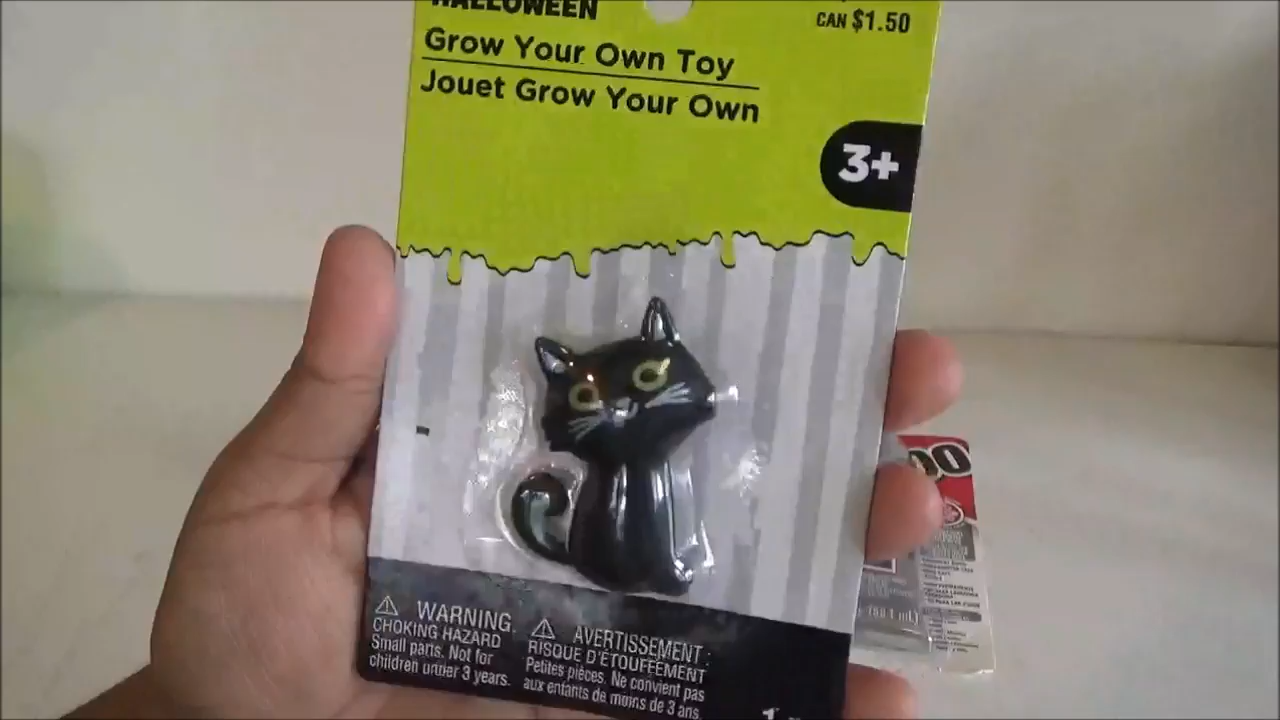 HALLOWEEN
CAN $1.50
Grow Your Own Toy
Jouet Grow Your Own
3+
WARNING
CHOKING HAZARD
Small parts. Not for
children under 3 years.
AVERTISSEMENT :
RISQUE D'ÉTOUFFEMENT
Petites pièces. Ne convient pas
aux enfants de moins de 3 ans.